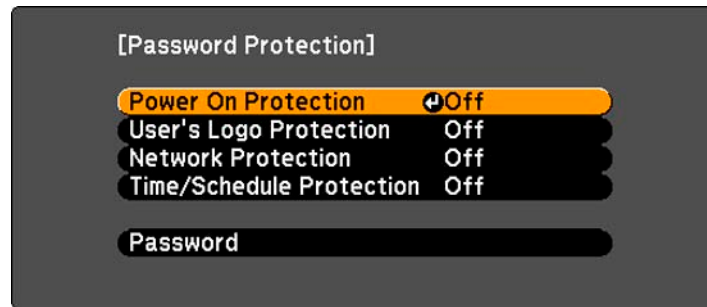 [Password Protection]
Power On Protection Off
User's Logo Protection Off
Network Protection Off
Time/Schedule Protection Off
Password